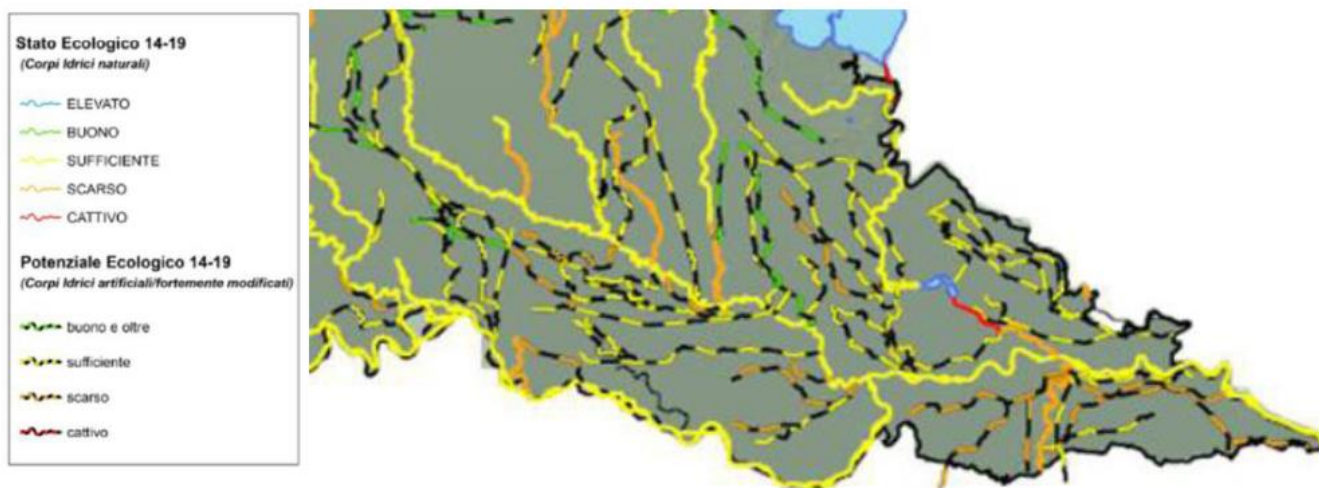 Stato Ecologico 14-19
(Corpi Idrici naturali)
ELEVATO
BUONO
SUFFICIENTE
SCARSO
CATTIVO
Potenziale Ecologico 14-19
(Corpi Idrici artificiali/fortemente modificati)
buono e oltre
sufficiente
scarso
cattivo